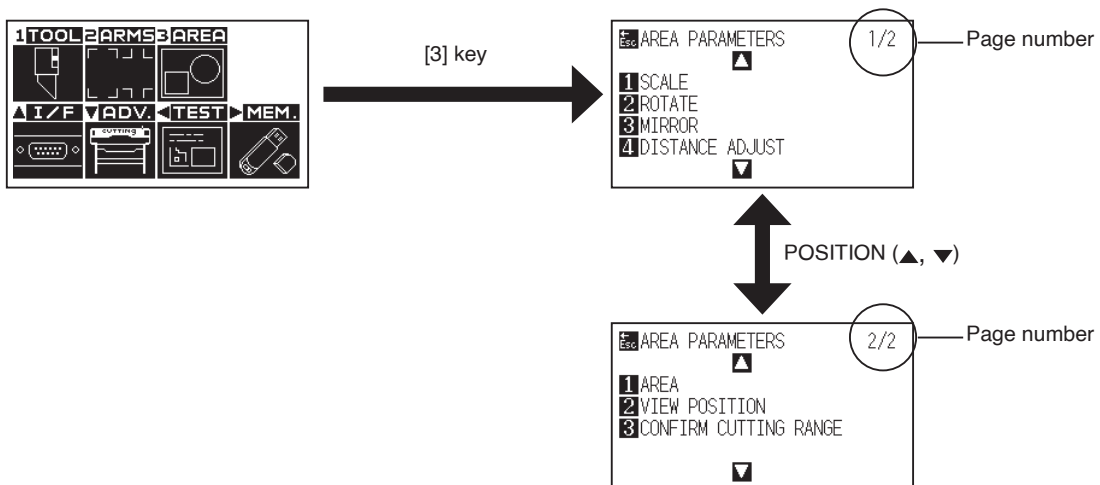 1TOOL 2ARMS 3AREA
▲I/F ▼ADV. ◀TEST ▶MEM.
CUTTING
[3] key
Esc AREA PARAMETERS 1/2
▲
1 SCALE
2 ROTATE
3 MIRROR
4 DISTANCE ADJUST
▼
Page number
POSITION (▲, ▼)
Esc AREA PARAMETERS 2/2
▲
1 AREA
2 VIEW POSITION
3 CONFIRM CUTTING RANGE
▼
Page number